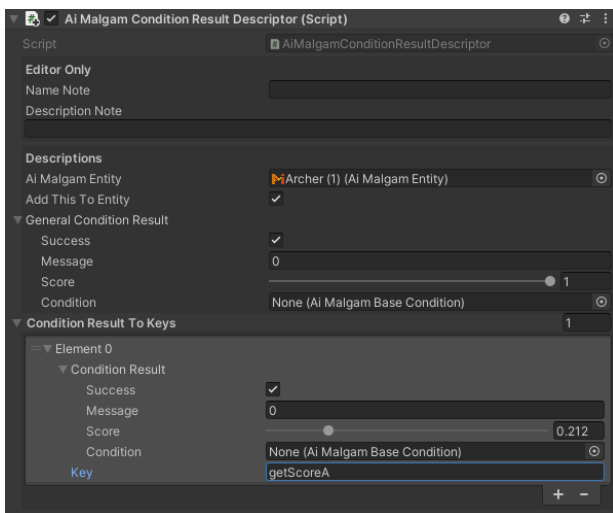 Ai Malgam Condition Result Descriptor (Script)
Script AiMalgamConditionResultDescriptor
Editor Only
Name Note
Description Note
Descriptions
Ai Malgam Entity Archer (1) (Ai Malgam Entity)
Add This To Entity
General Condition Result
Success
Message 0
Score 1
Condition None (Ai Malgam Base Condition)
Condition Result To Keys 1
Element 0
Condition Result
Success
Message 0
Score 0.212
Condition None (Ai Malgam Base Condition)
Key getScoreA
+ −